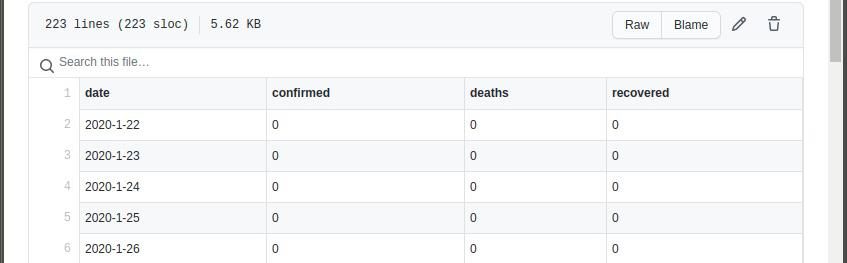 223 lines (223 sloc) 5.62 KB Raw Blame
Search this file…
1 date confirmed deaths recovered
2 2020-1-22 0 0 0
3 2020-1-23 0 0 0
4 2020-1-24 0 0 0
5 2020-1-25 0 0 0
6 2020-1-26 0 0 0